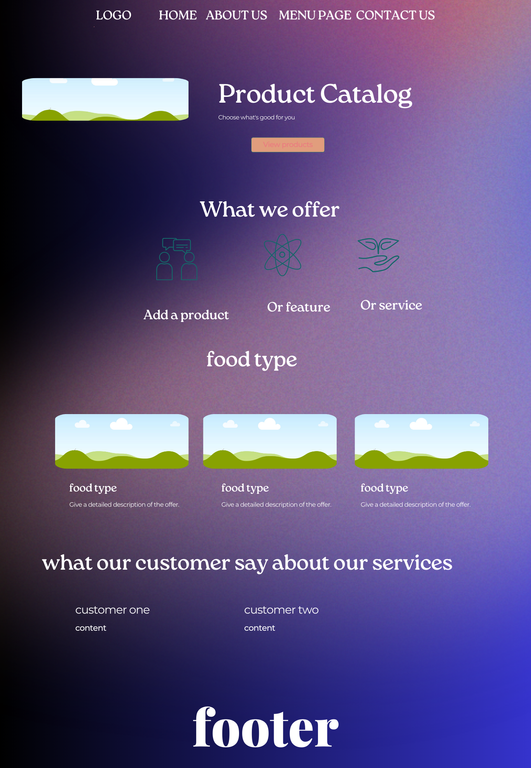 LOGO HOME ABOUT US MENU PAGE CONTACT US
Product Catalog
Choose what's good for you
View products
What we offer
Add a product
Or feature
Or service
food type
food type
Give a detailed description of the offer.
food type
Give a detailed description of the offer.
food type
Give a detailed description of the offer.
what our customer say about our services
customer one
content
customer two
content
footer